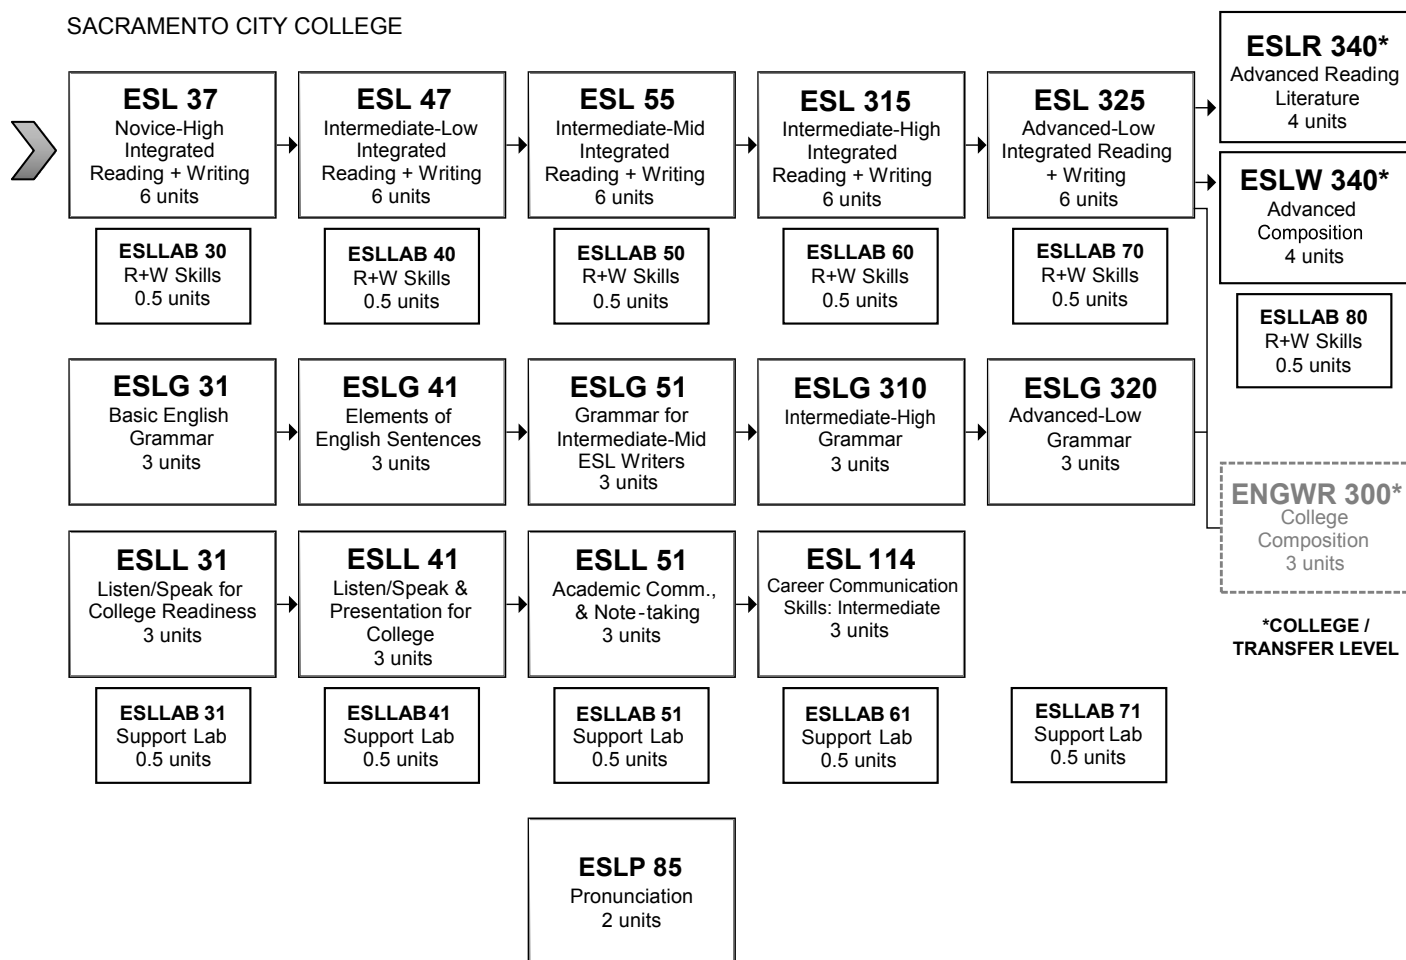 SACRAMENTO CITY COLLEGE
ESL 37
Novice-High
Integrated
Reading + Writing
6 units
ESL 47
Intermediate-Low
Integrated
Reading + Writing
6 units
ESL 55
Intermediate-Mid
Integrated
Reading + Writing
6 units
ESL 315
Intermediate-High
Integrated
Reading + Writing
6 units
ESL 325
Advanced-Low
Integrated Reading
+ Writing
6 units
ESLR 340*
Advanced Reading
Literature
4 units
ESLW 340*
Advanced
Composition
4 units
ESLLAB 30
R+W Skills
0.5 units
ESLLAB 40
R+W Skills
0.5 units
ESLLAB 50
R+W Skills
0.5 units
ESLLAB 60
R+W Skills
0.5 units
ESLLAB 70
R+W Skills
0.5 units
ESLLAB 80
R+W Skills
0.5 units
ESLG 31
Basic English
Grammar
3 units
ESLG 41
Elements of
English Sentences
3 units
ESLG 51
Grammar for
Intermediate-Mid
ESL Writers
3 units
ESLG 310
Intermediate-High
Grammar
3 units
ESLG 320
Advanced-Low
Grammar
3 units
ENGWR 300*
College
Composition
3 units
*COLLEGE /
TRANSFER LEVEL
ESLL 31
Listen/Speak for
College Readiness
3 units
ESLL 41
Listen/Speak &
Presentation for
College
3 units
ESLL 51
Academic Comm.,
& Note-taking
3 units
ESL 114
Career Communication
Skills: Intermediate
3 units
ESLLAB 31
Support Lab
0.5 units
ESLLAB 41
Support Lab
0.5 units
ESLLAB 51
Support Lab
0.5 units
ESLLAB 61
Support Lab
0.5 units
ESLLAB 71
Support Lab
0.5 units
ESLP 85
Pronunciation
2 units